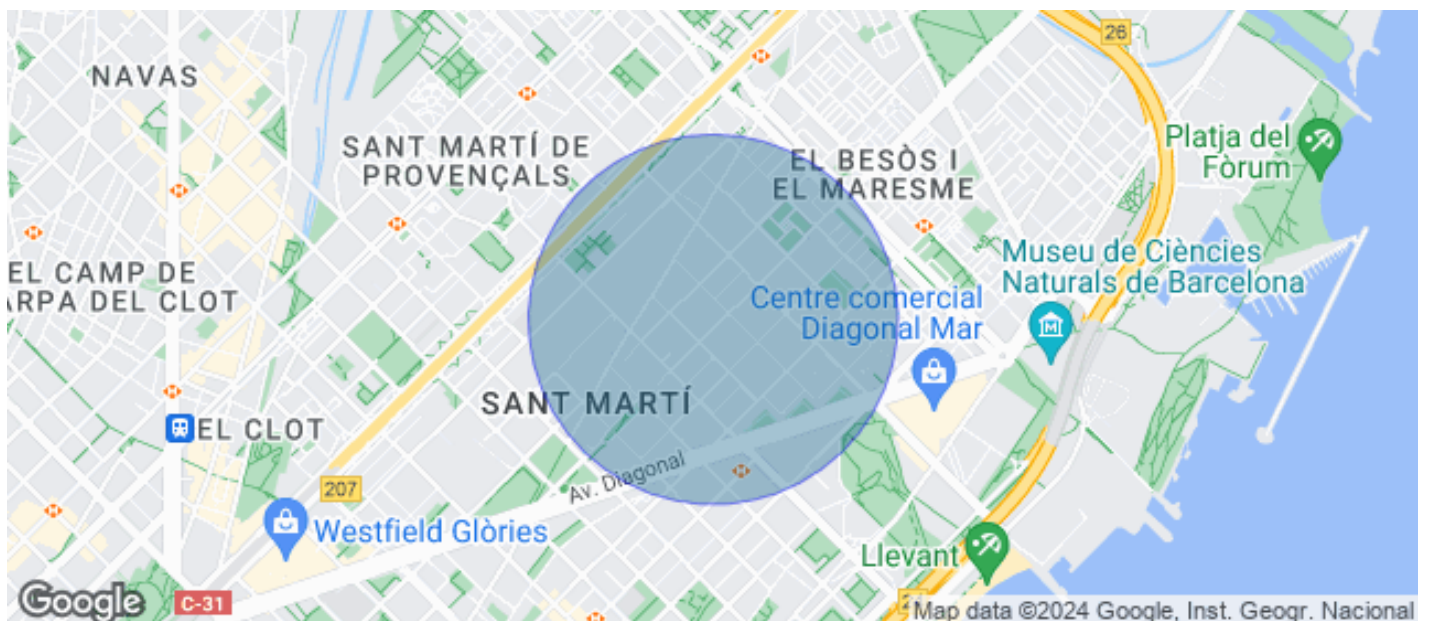 26
NAVAS
SANT MARTÍ DE
PROVENÇALS
EL BESÒS I
EL MARESME
Platja del
Fòrum
EL CAMP DE
ARPA DEL CLOT
Museu de Ciències
Naturals de Barcelona
Centre comercial
Diagonal Mar
SANT MARTÍ
EL CLOT
Av. Diagonal
207
Westfield Glòries
Llevant
Google
C-31
Map data ©2024 Google, Inst. Geogr. Nacional